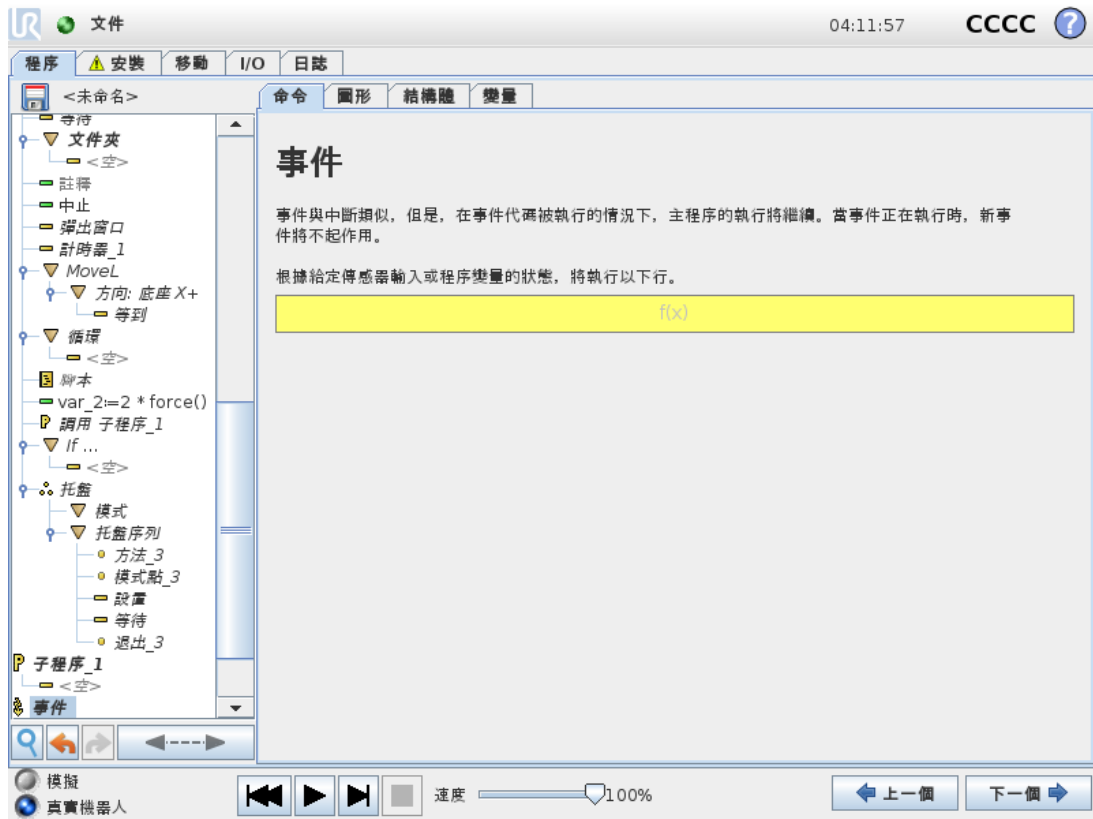 UR 文件 04:11:57 CCCC ?
程序 安裝 移動 I/O 日誌
<未命名>
命令 圖形 結構體 變量
等待
文件夾
<空>
註釋
中止
彈出窗口
計時器_1
MoveL
方向: 底座 X+
等到
循環
<空>
腳本
var_2≔2 * force()
調用 子程序_1
If ...
<空>
托盤
模式
托盤序列
方法_3
模式點_3
設置
等待
退出_3
子程序_1
<空>
事件
事件
事件與中斷類似, 但是, 在事件代碼被執行的情況下, 主程序的執行將繼續。當事件正在執行時, 新事
件將不起作用。
根據給定傳感器輸入或程序變量的狀態, 將執行以下行。
f(x)
模擬
真實機器人
速度 100%
上一個 下一個